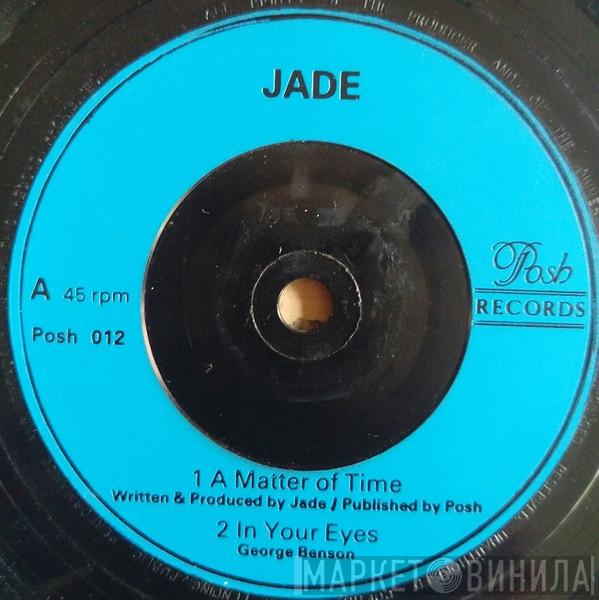 JADE
Posh
RECORDS
A 45 rpm
Posh 012
1 A Matter of Time
Written & Produced by Jade / Published by Posh
2 In Your Eyes
George Benson
МАРКЕТ ВИНИЛА